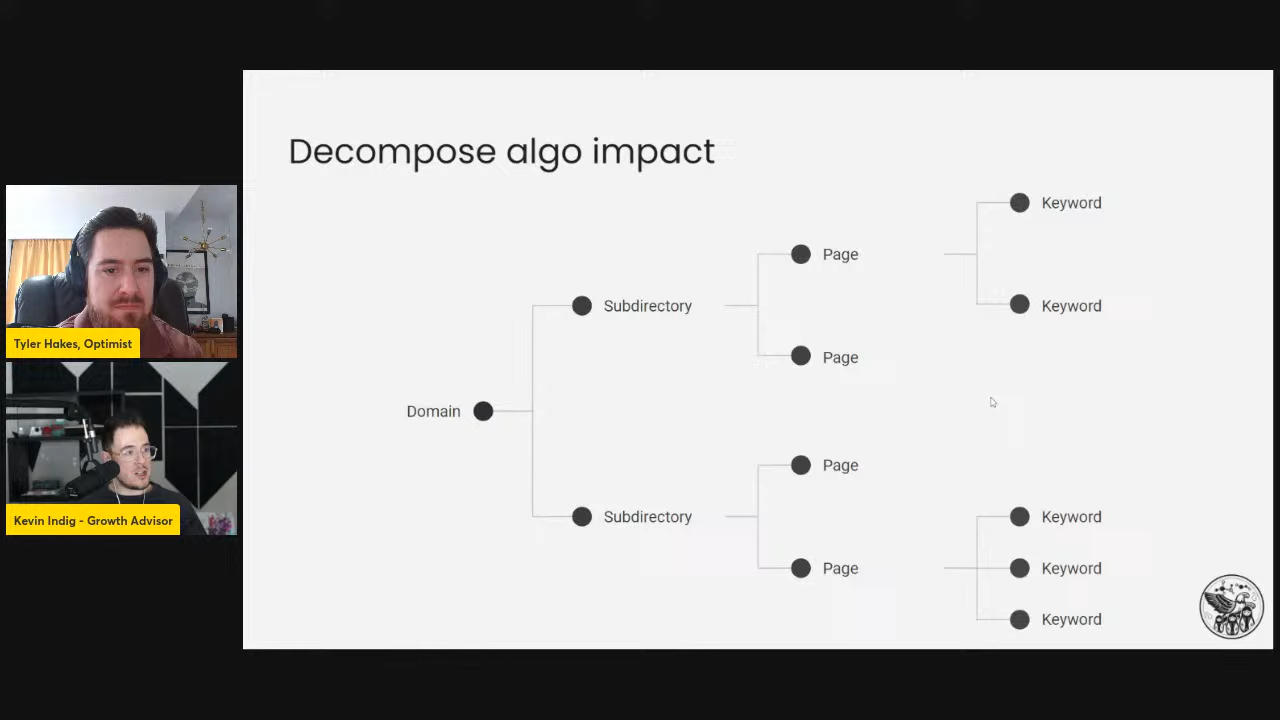 Decompose algo impact
Keyword
Page
Keyword
Subdirectory
Page
Domain
Page
Subdirectory
Keyword
Page
Keyword
Keyword
Tyler Hakes, Optimist
Kevin Indig - Growth Advisor